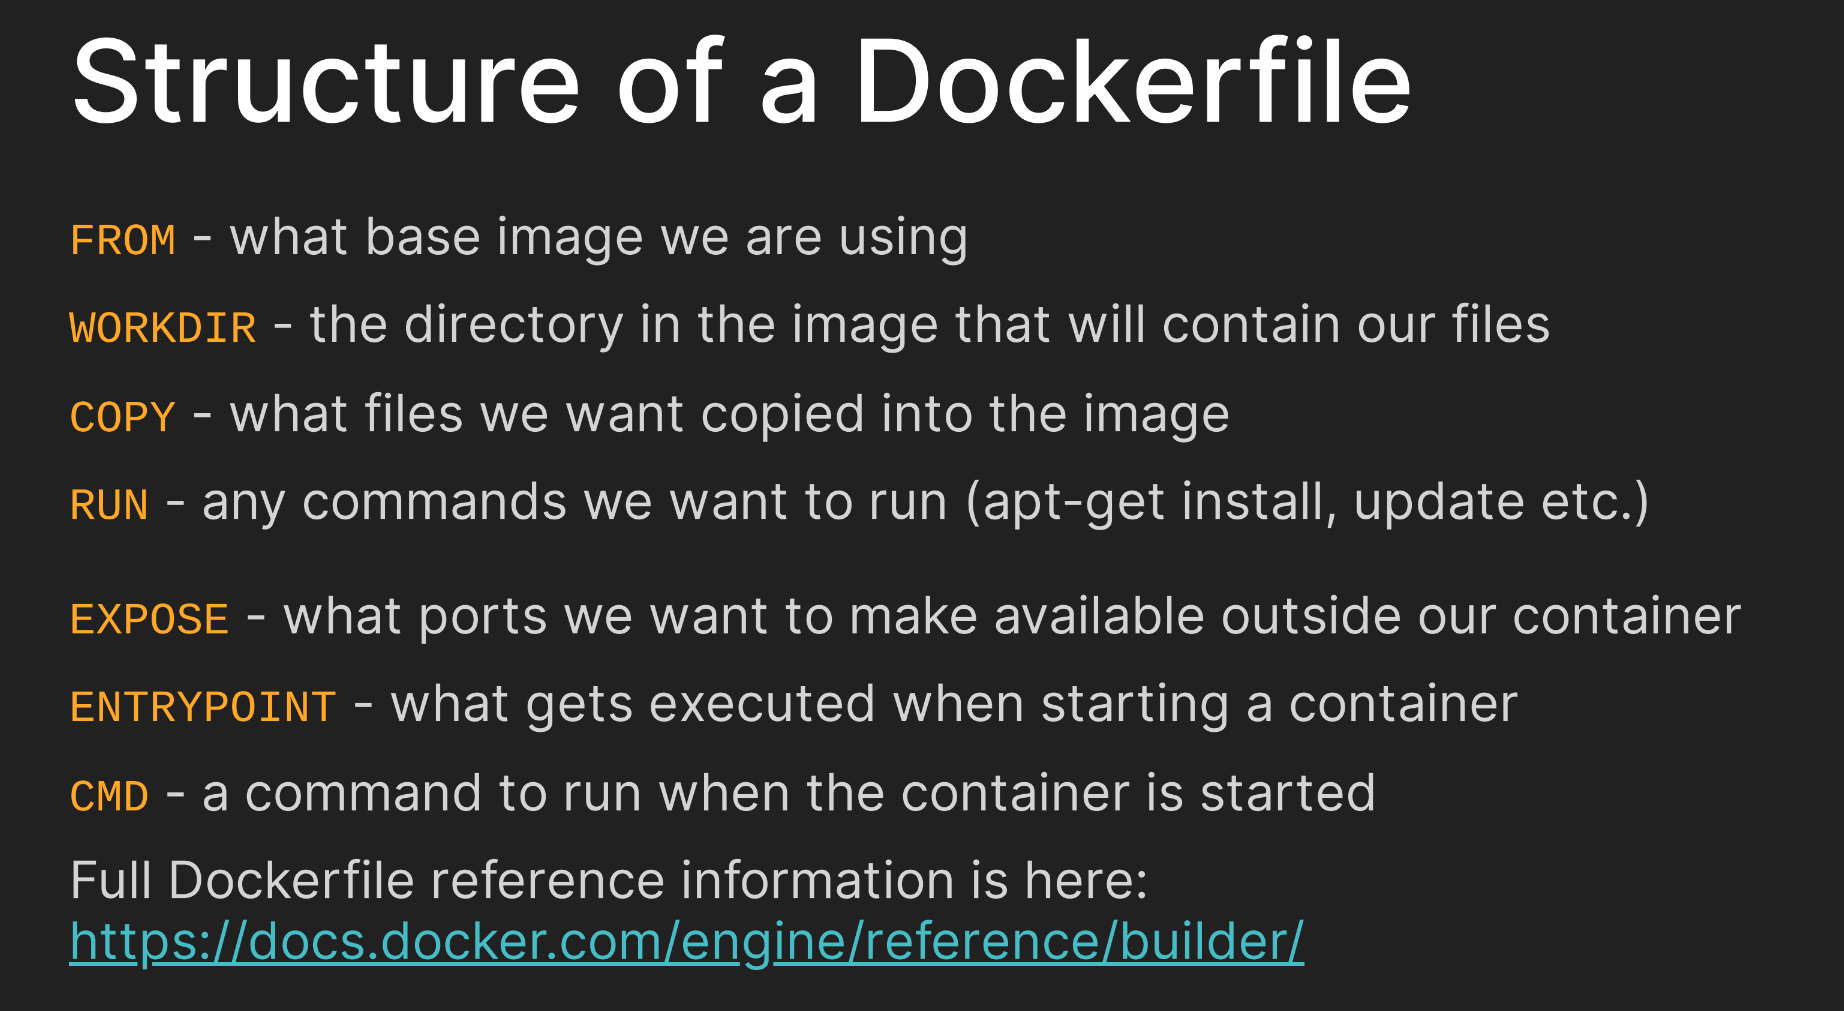 Structure of a Dockerfile
FROM - what base image we are using
WORKDIR - the directory in the image that will contain our files
COPY - what files we want copied into the image
RUN - any commands we want to run (apt-get install, update etc.)
EXPOSE - what ports we want to make available outside our container
ENTRYPOINT - what gets executed when starting a container
CMD - a command to run when the container is started
Full Dockerfile reference information is here:
https://docs.docker.com/engine/reference/builder/